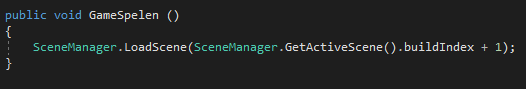 public void GameSpelen ()
{
    SceneManager.LoadScene(SceneManager.GetActiveScene().buildIndex + 1);
}